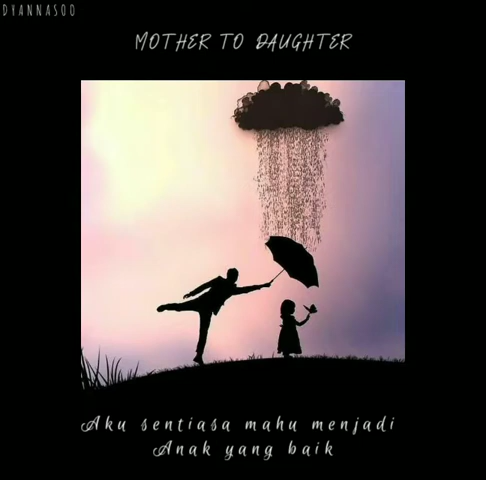 DYANNASOO
MOTHER TO DAUGHTER
Aku sentiasa mahu menjadi
Anak yang baik